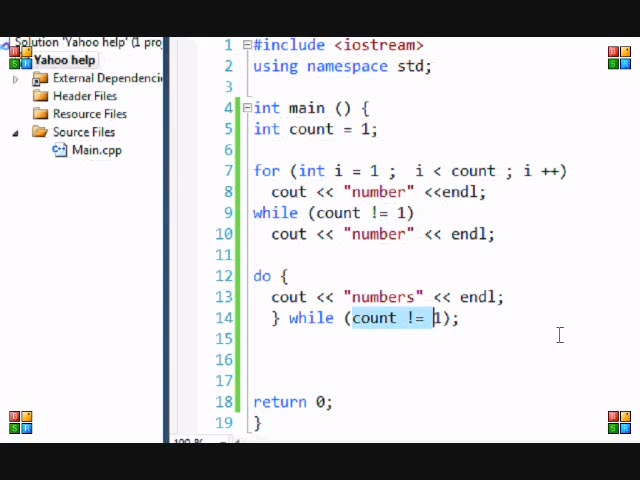 Solution 'Yahoo help' (1 proj
Yahoo help
External Dependencie
Header Files
Resource Files
Source Files
Main.cpp
1 #include <iostream>
2 using namespace std;
3
4 int main () {
5 int count = 1;
6
7 for (int i = 1 ;  i < count ; i ++)
8 cout << "number" <<endl;
9 while (count != 1)
10 cout << "number" << endl;
11
12 do {
13 cout << "numbers" << endl;
14 } while (count != 1);
15
16
17
18 return 0;
19 }
100 %